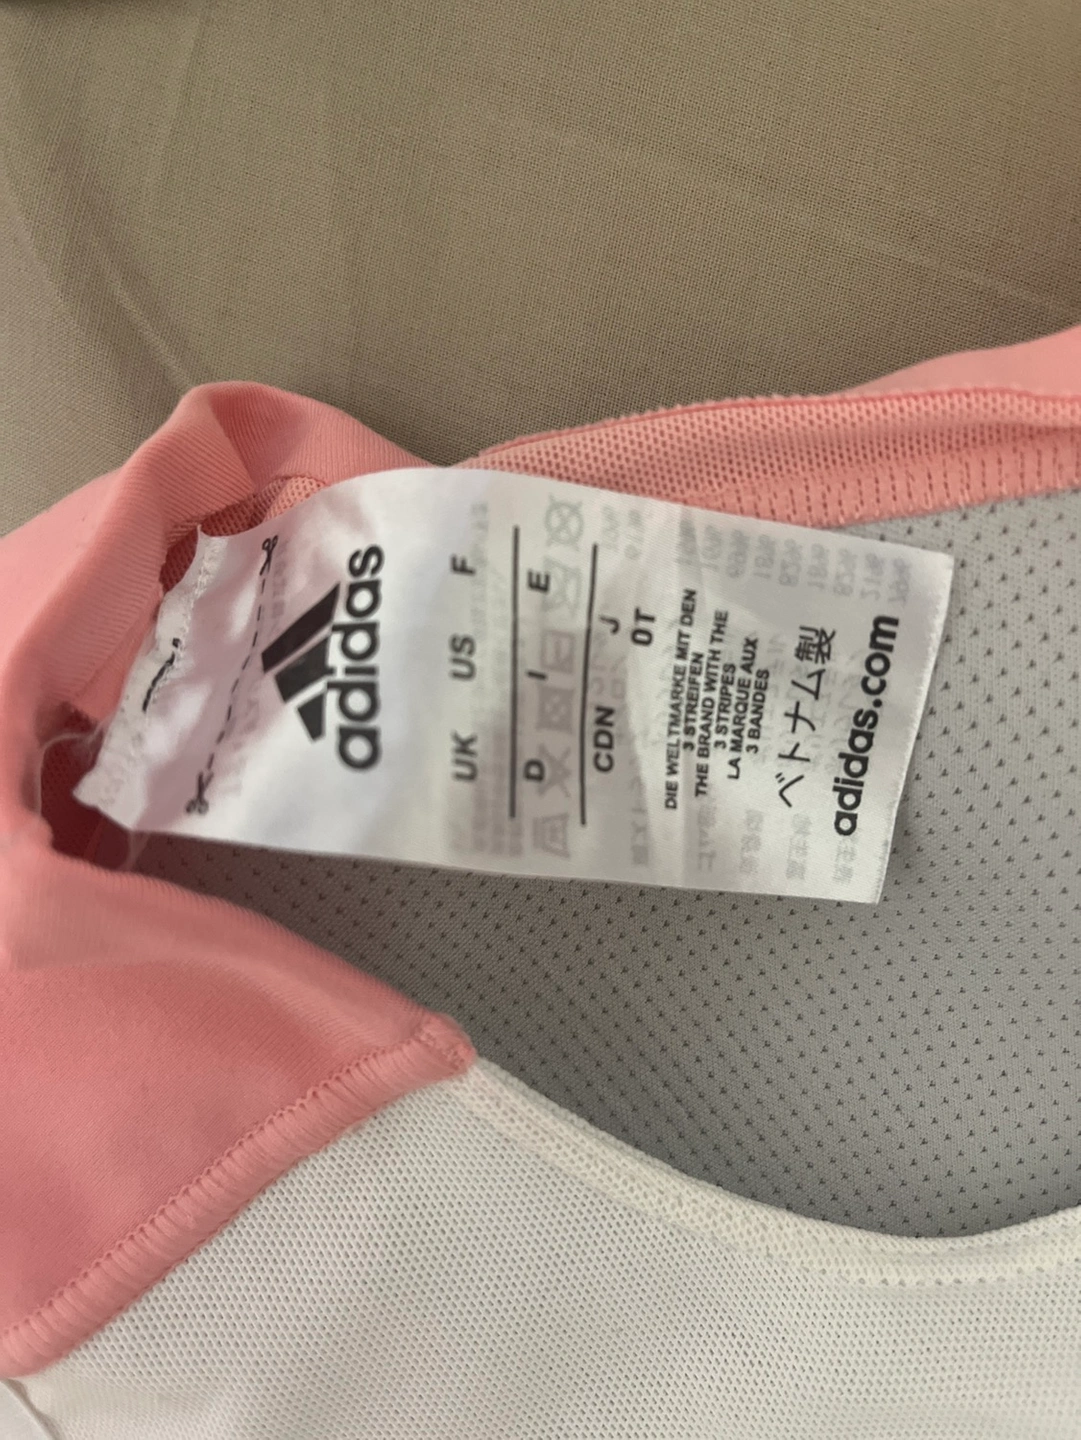 adidas
UK US F
D I E
CDN J
OT
DIE WELTMARKE MIT DEN
3 STREIFEN
THE BRAND WITH THE
3 STRIPES
LA MARQUE AUX
3 BANDES
ベトナム製
adidas.com